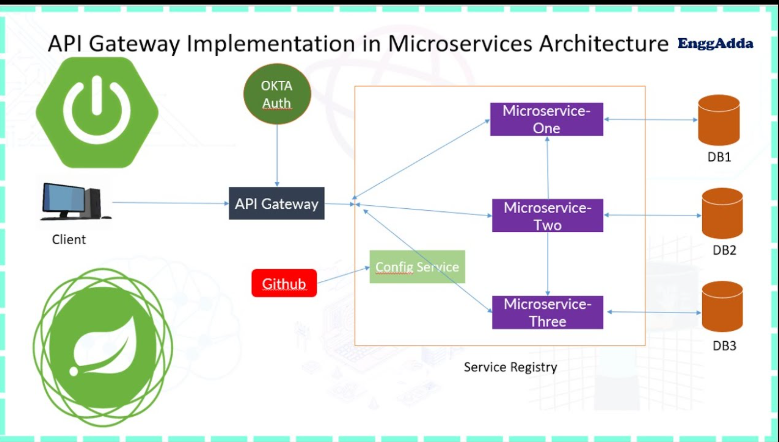 API Gateway Implementation in Microservices Architecture
EnggAdda
OKTA
Auth
Microservice-
One
DB1
API Gateway
Client
Microservice-
Two
DB2
Config Service
Github
Microservice-
Three
DB3
Service Registry